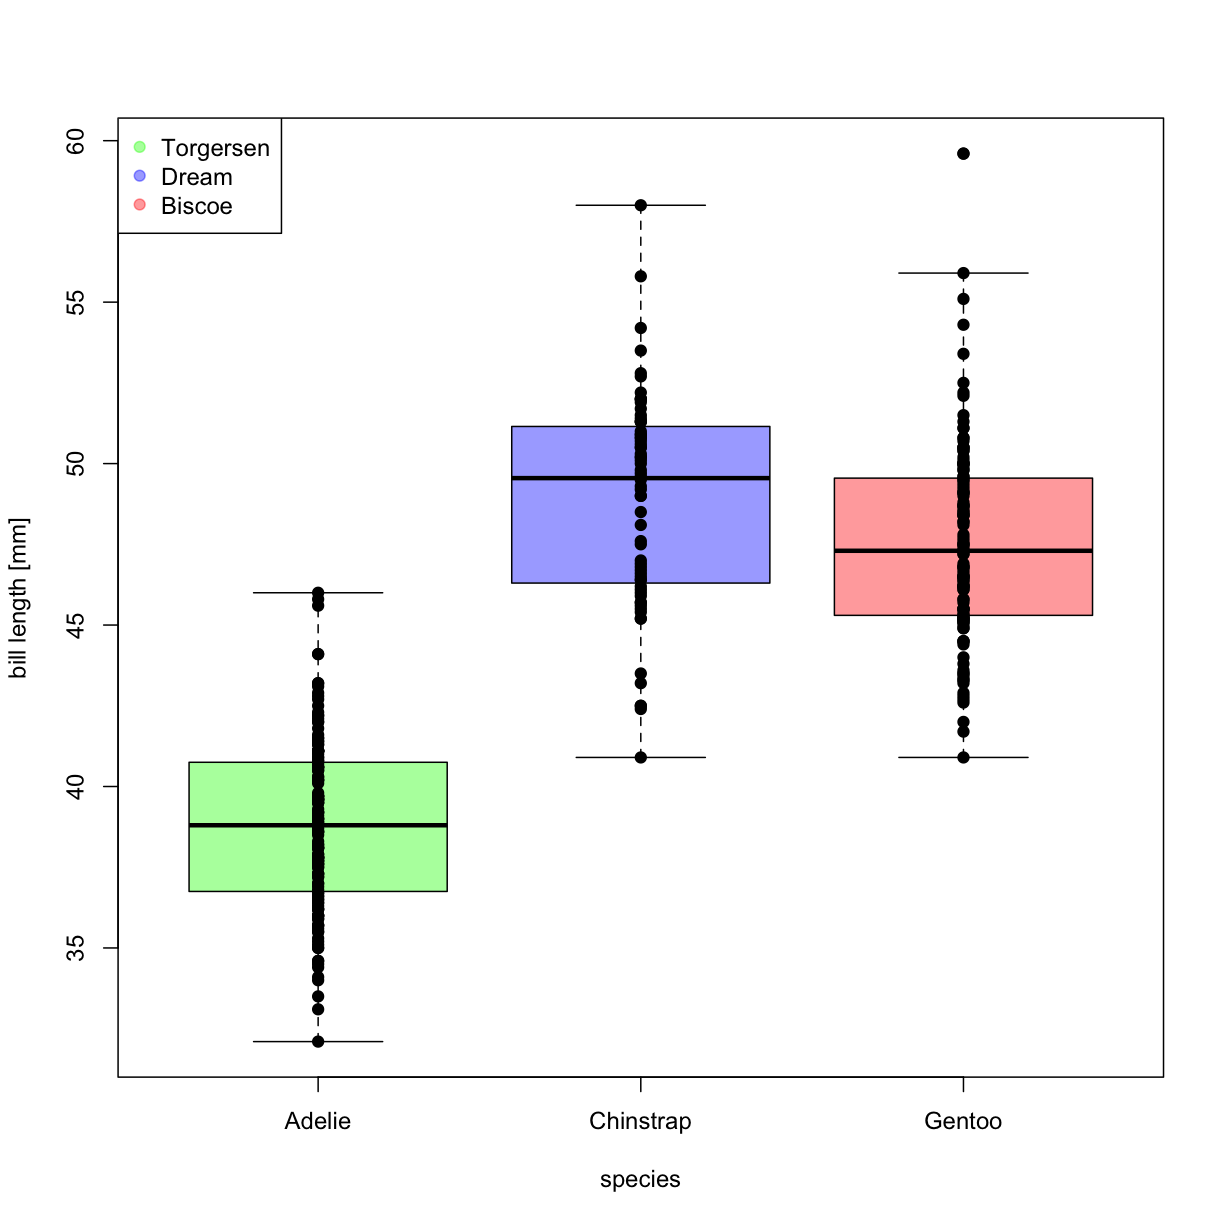 Torgersen
Dream
Biscoe
60
55
50
45
40
35
bill length [mm]
Adelie Chinstrap Gentoo
species